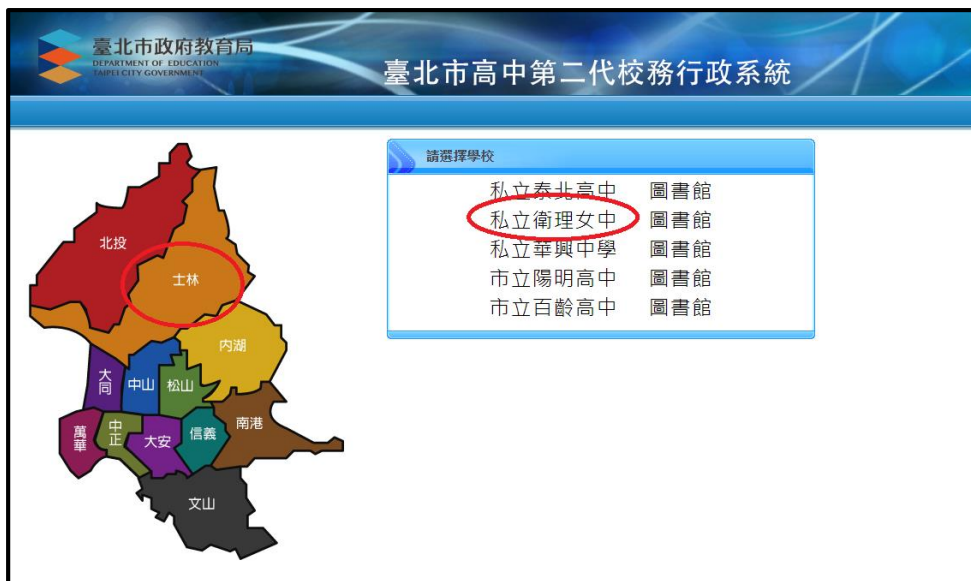 臺北市政府教育局
DEPARTMENT OF EDUCATION
TAIPEI CITY GOVERNMENT
臺北市高中第二代校務行政系統
請選擇學校
私立泰北高中 圖書館
私立衛理女中 圖書館
私立華興中學 圖書館
市立陽明高中 圖書館
市立百齡高中 圖書館
北投
士林
內湖
大同
中山
松山
萬華
中正
大安
信義
南港
文山